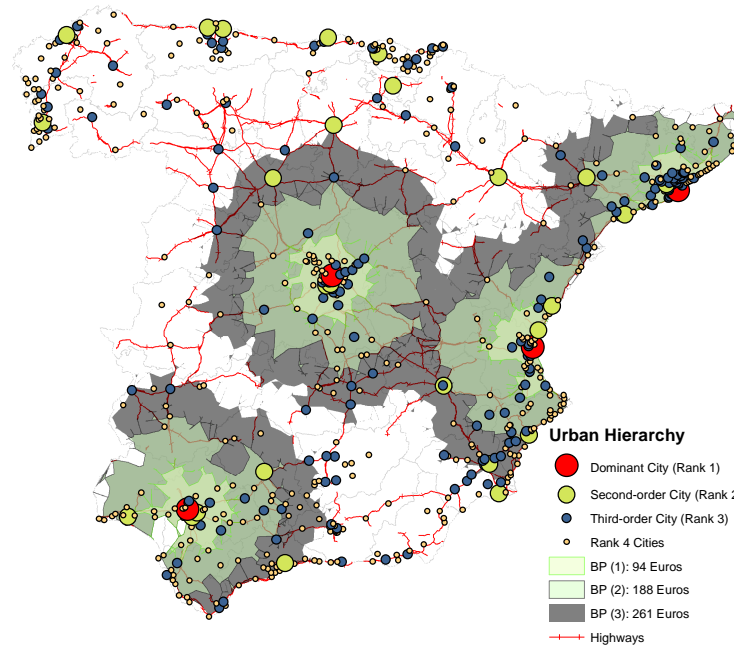 Urban Hierarchy
Dominant City (Rank 1)
Second-order City (Rank 2
Third-order City (Rank 3)
Rank 4 Cities
BP (1): 94 Euros
BP (2): 188 Euros
BP (3): 261 Euros
Highways